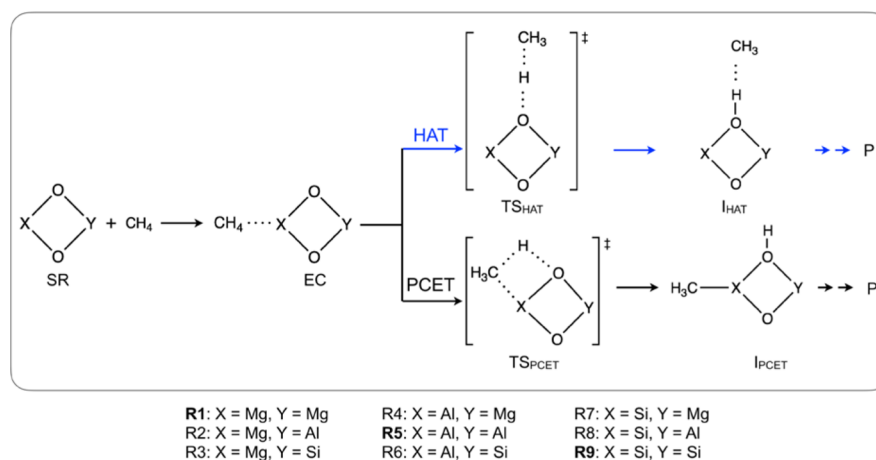 CH₃
H
O
X Y
O
TSHAT
‡
HAT
CH₃
H
O
X Y
O
IHAT
P
O
X Y + CH₄
O
SR
O
CH₄ X Y
O
EC
PCET
H
H₃C O
X Y
O
TSPCET
‡
H
O
H₃C X Y
O
IPCET
P
R1: X = Mg, Y = Mg R4: X = Al, Y = Mg R7: X = Si, Y = Mg
R2: X = Mg, Y = Al R5: X = Al, Y = Al R8: X = Si, Y = Al
R3: X = Mg, Y = Si R6: X = Al, Y = Si R9: X = Si, Y = Si